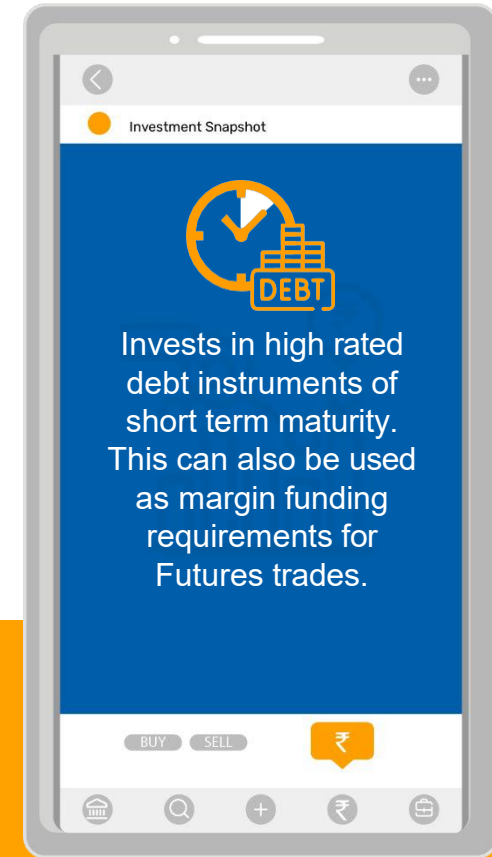 Investment Snapshot
DEBT
Invests in high rated
debt instruments of
short term maturity.
This can also be used
as margin funding
requirements for
Futures trades.
BUY SELL ₹
₹